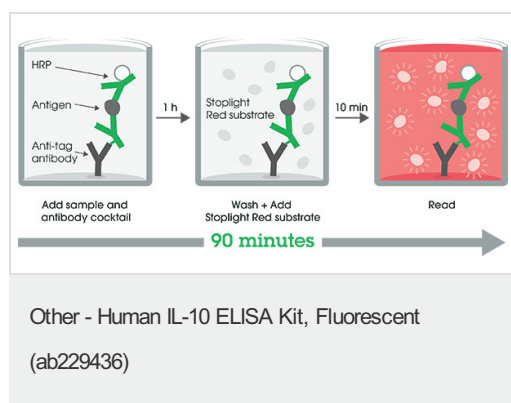 HRP
Antigen
Anti-tag
antibody
1 h
Stoplight
Red substrate
10 min
Add sample and
antibody cocktail
Wash + Add
Stoplight Red substrate
Read
90 minutes
Other - Human IL-10 ELISA Kit, Fluorescent
(ab229436)